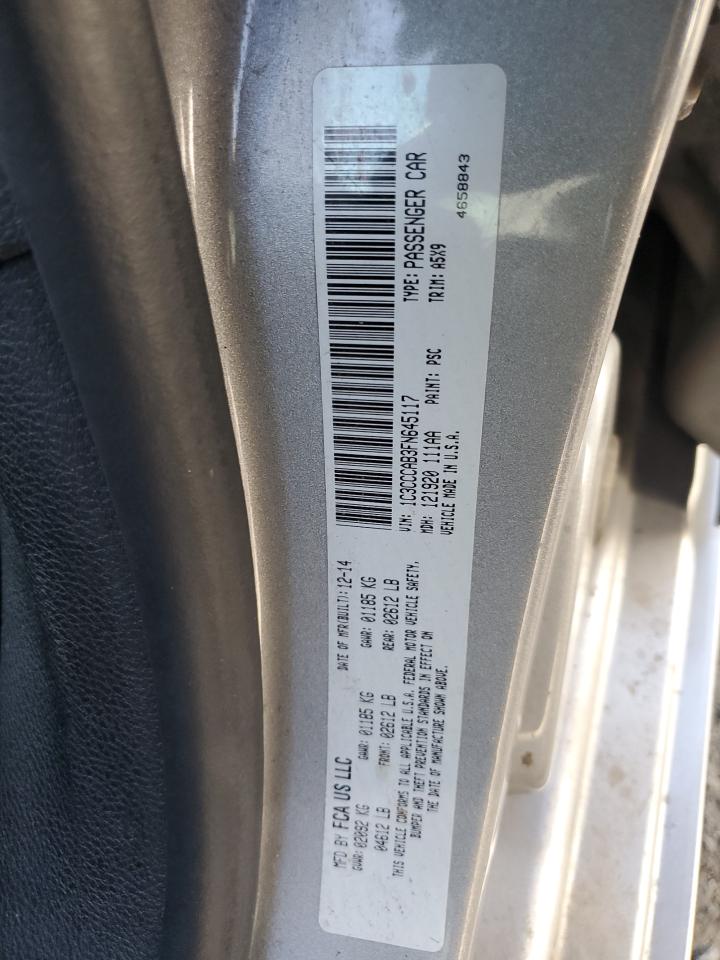 MFD BY FCA US LLC
DATE OF MFR(BUILT): 12-14
GVWR: 02092 KG
GAWR: 01185 KG
GAWR: 01185 KG
04612 LB
FRONT: 02612 LB
REAR: 02612 LB
THIS VEHICLE CONFORMS TO ALL APPLICABLE U.S.A. FEDERAL MOTOR VEHICLE SAFETY,
BUMPER AND THEFT PREVENTION STANDARDS IN EFFECT ON
THE DATE OF MANUFACTURE SHOWN ABOVE.
VIN: 1C3CCCAB3FN645117
TYPE: PASSENGER CAR
MDH: 121920 111AA
PAINT: PSC
TRIM: A5X9
VEHICLE MADE IN U.S.A.
4658843